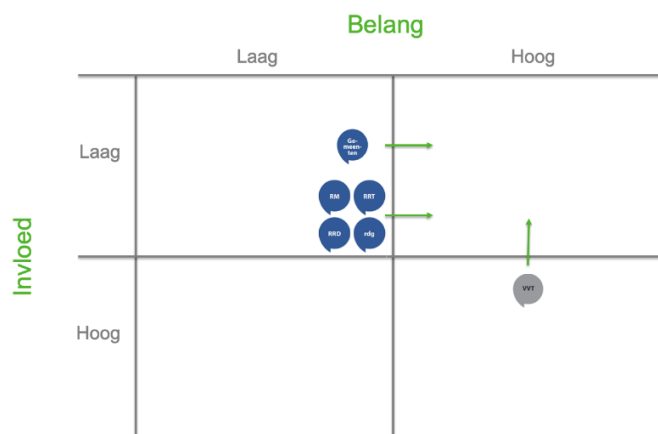 Belang
Laag
Hoog
Laag
Ge-
meen-
ten
RM
RRT
RRD
rdg
Invloed
VVT
Hoog